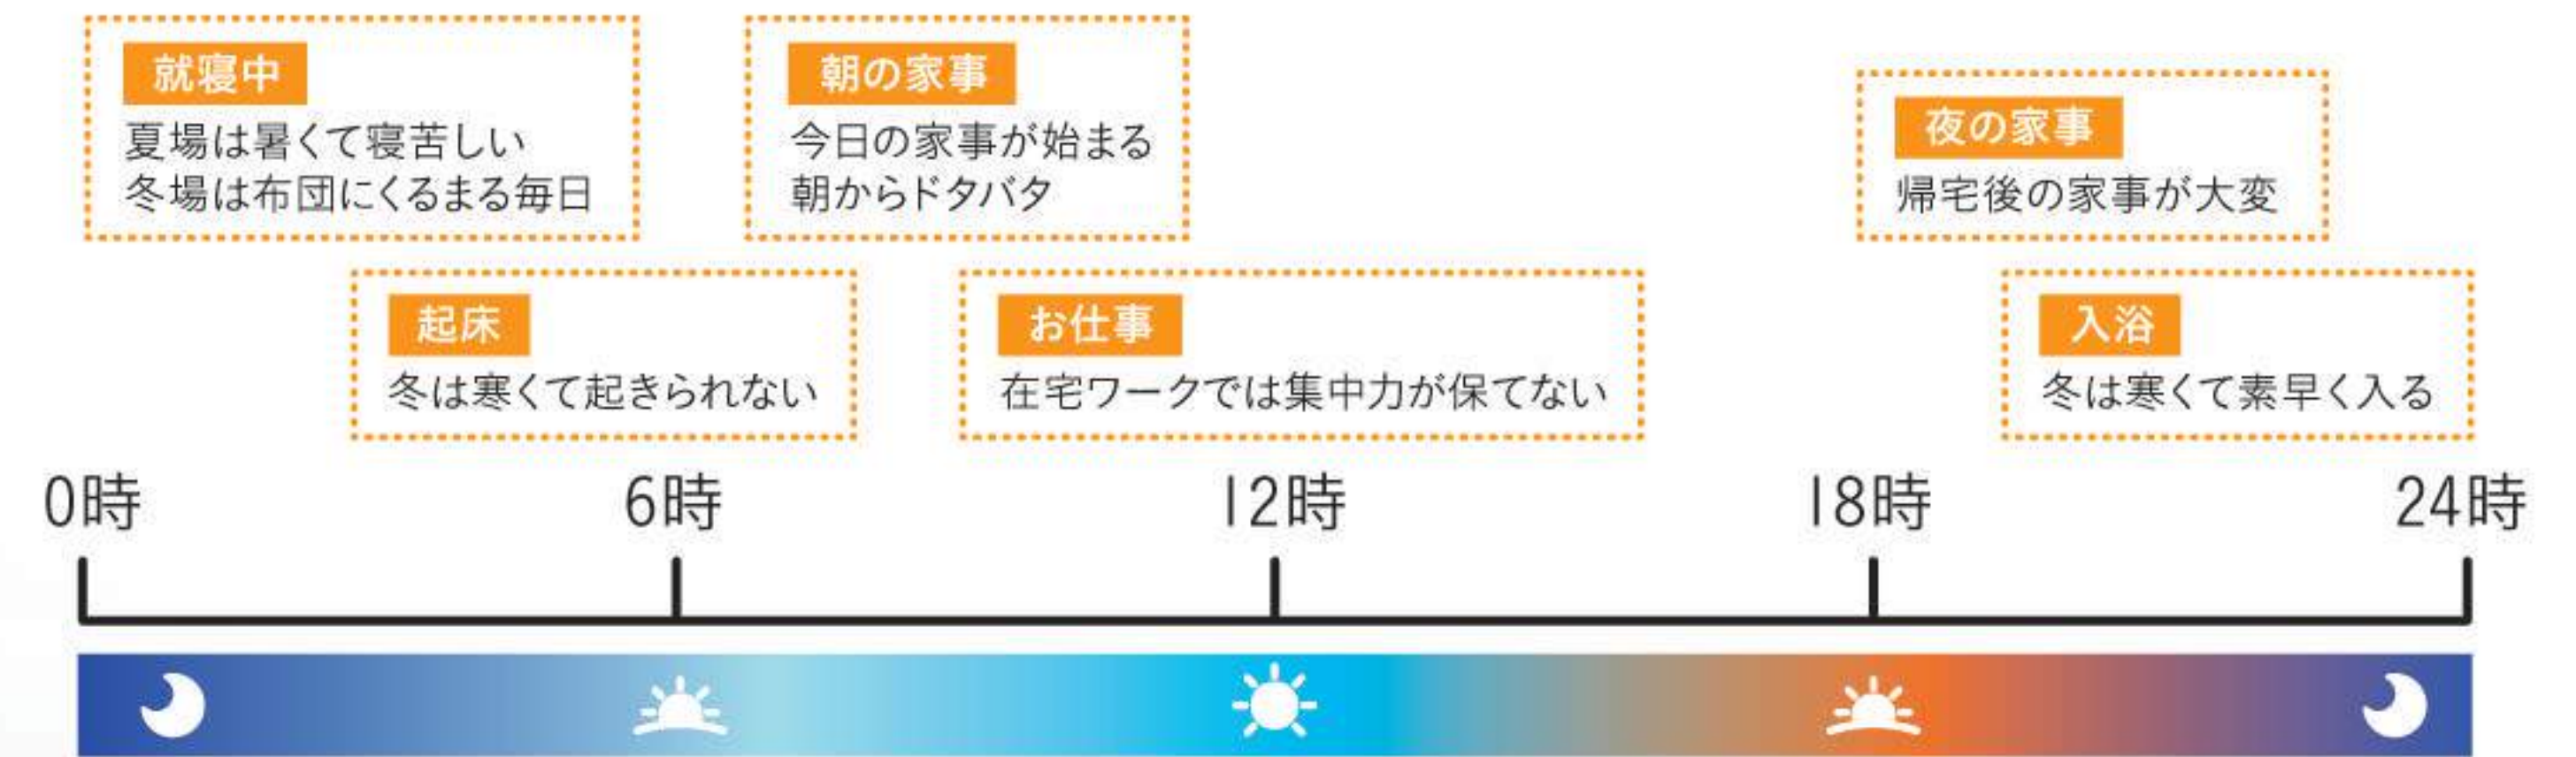 就寝中
夏場は暑くて寝苦しい
冬場は布団にくるまる毎日
朝の家事
今日の家事が始まる
朝からドタバタ
夜の家事
帰宅後の家事が大変
起床
冬は寒くて起きられない
お仕事
在宅ワークでは集中力が保てない
入浴
冬は寒くて素早く入る
0時
6時
12時
18時
24時